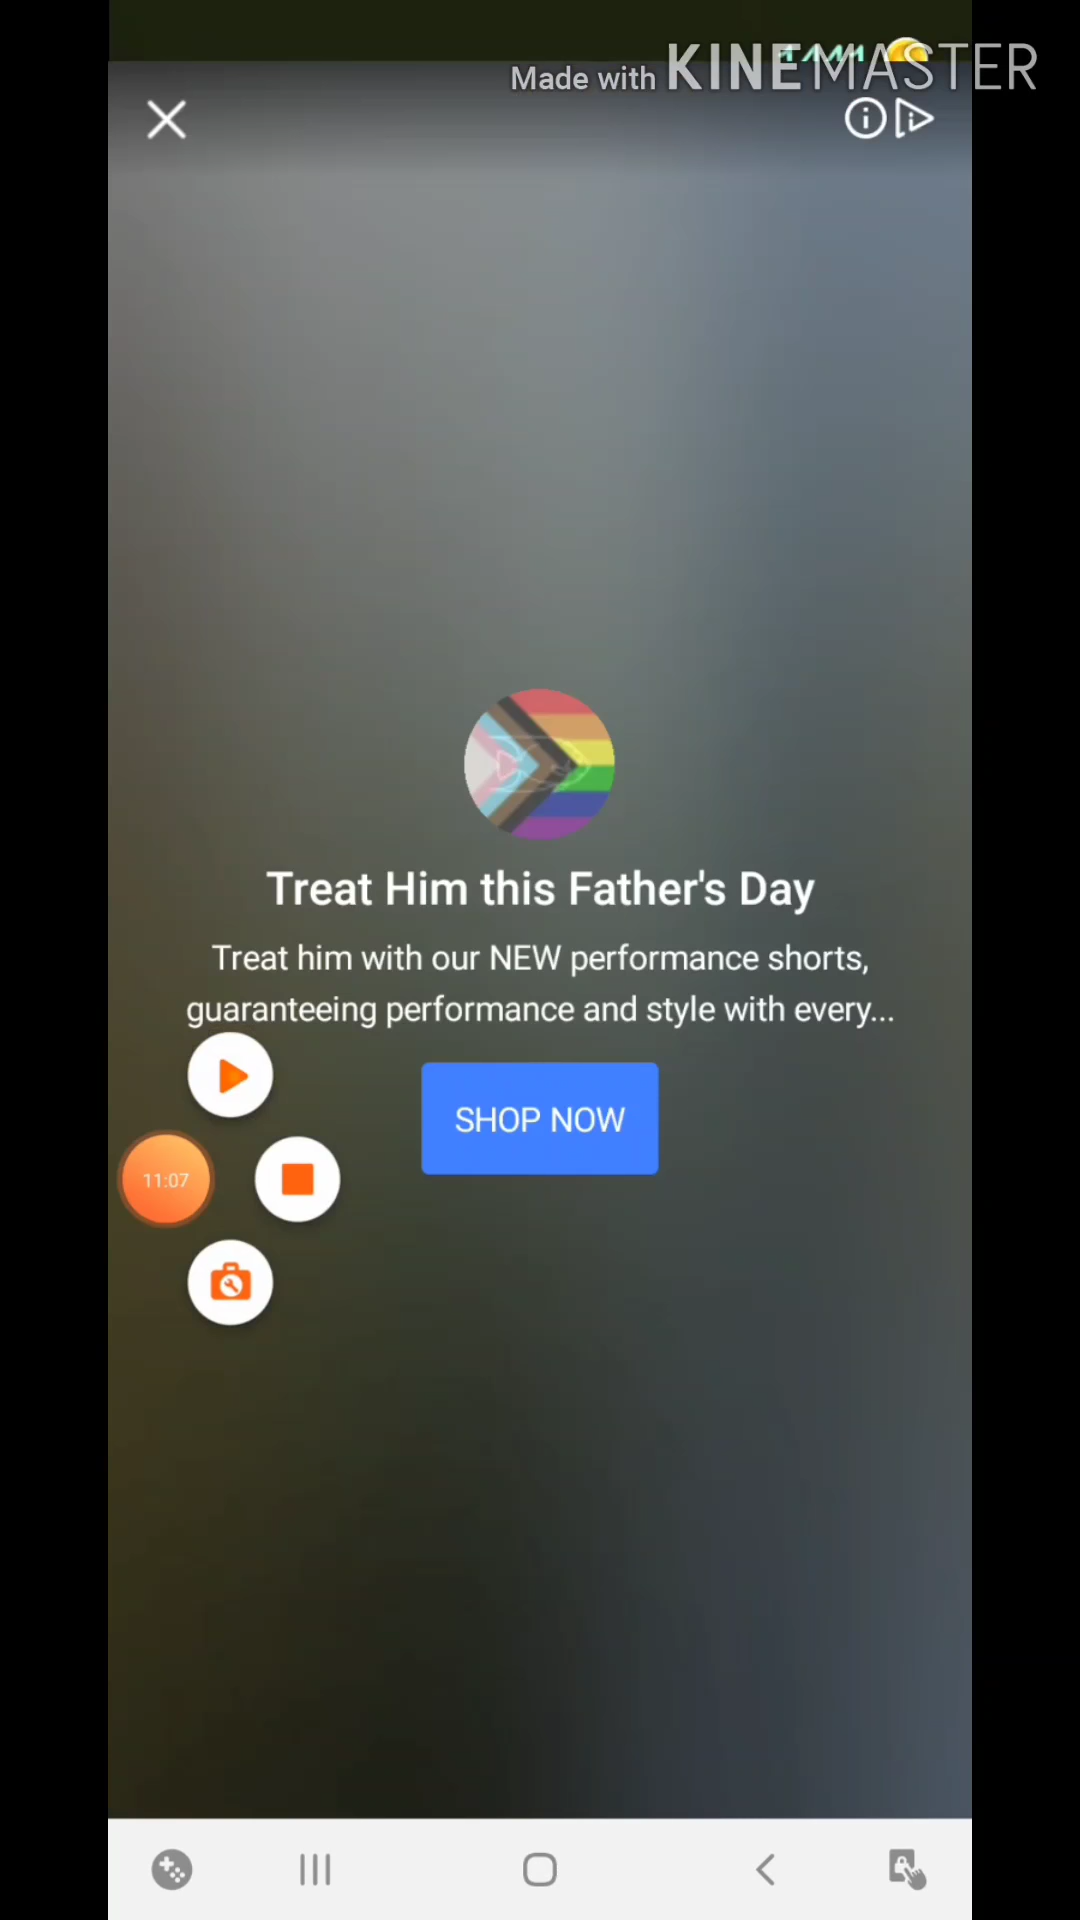 Made with KINEMASTER
Treat Him this Father's Day
Treat him with our NEW performance shorts,
guaranteeing performance and style with every...
SHOP NOW
11:07